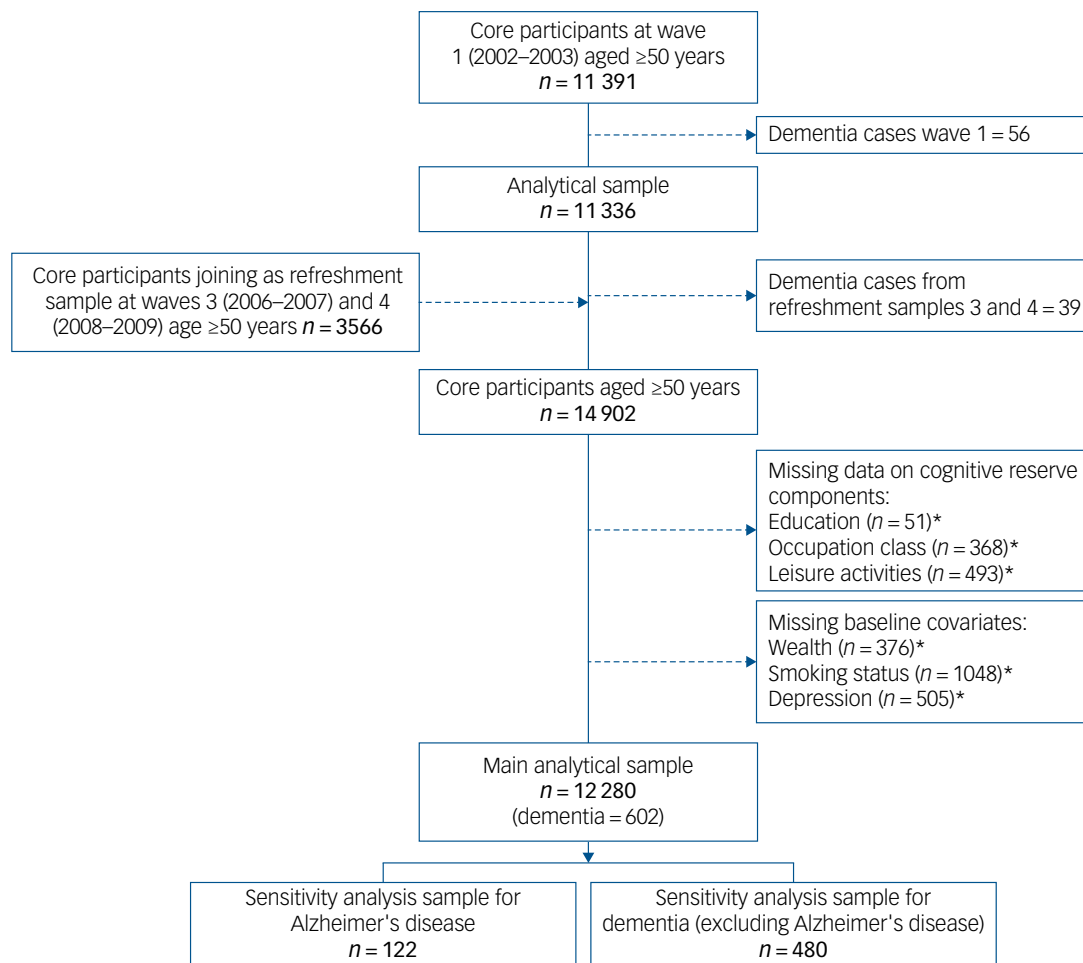 Core participants at wave
1 (2002–2003) aged ≥50 years
n = 11 391
Dementia cases wave 1 = 56
Analytical sample
n = 11 336
Core participants joining as refreshment
sample at waves 3 (2006–2007) and 4
(2008–2009) age ≥50 years n = 3566
Dementia cases from
refreshment samples 3 and 4 = 39
Core participants aged ≥50 years
n = 14 902
Missing data on cognitive reserve
components:
Education (n = 51)*
Occupation class (n = 368)*
Leisure activities (n = 493)*
Missing baseline covariates:
Wealth (n = 376)*
Smoking status (n = 1048)*
Depression (n = 505)*
Main analytical sample
n = 12 280
(dementia = 602)
Sensitivity analysis sample for
Alzheimer's disease
n = 122
Sensitivity analysis sample for
dementia (excluding Alzheimer's disease)
n = 480